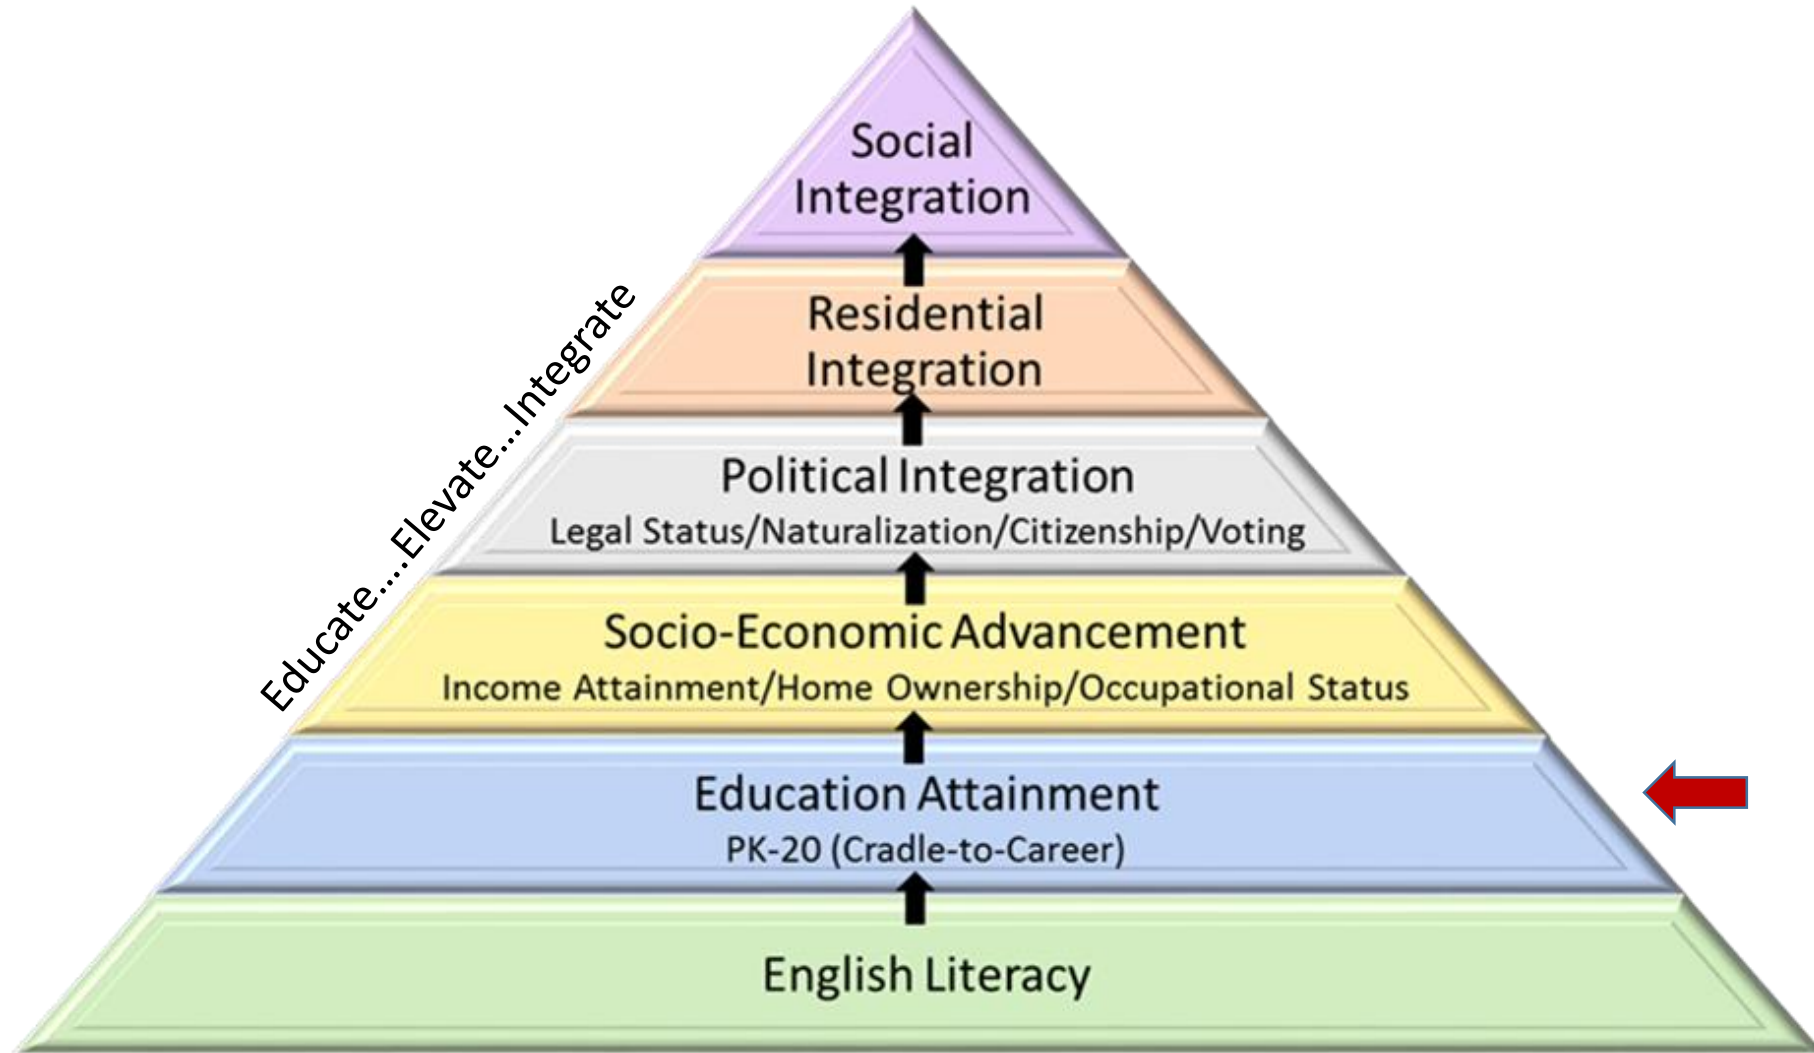 Social
Integration
Residential
Integration
Political Integration
Legal Status/Naturalization/Citizenship/Voting
Socio-Economic Advancement
Income Attainment/Home Ownership/Occupational Status
Education Attainment
PK-20 (Cradle-to-Career)
English Literacy
Educate....Elevate...Integrate